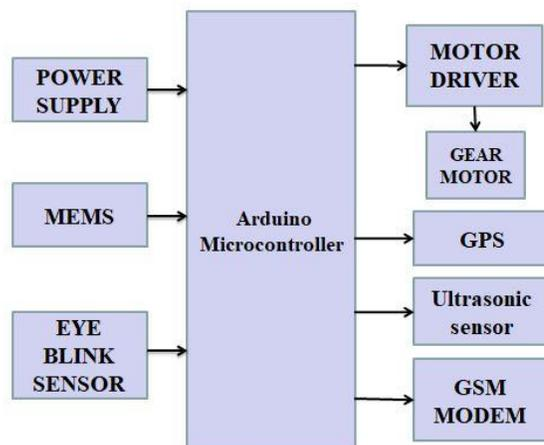 POWER
SUPPLY
MEMS
EYE
BLINK
SENSOR
Arduino
Microcontroller
MOTOR
DRIVER
GEAR
MOTOR
GPS
Ultrasonic
sensor
GSM
MODEM